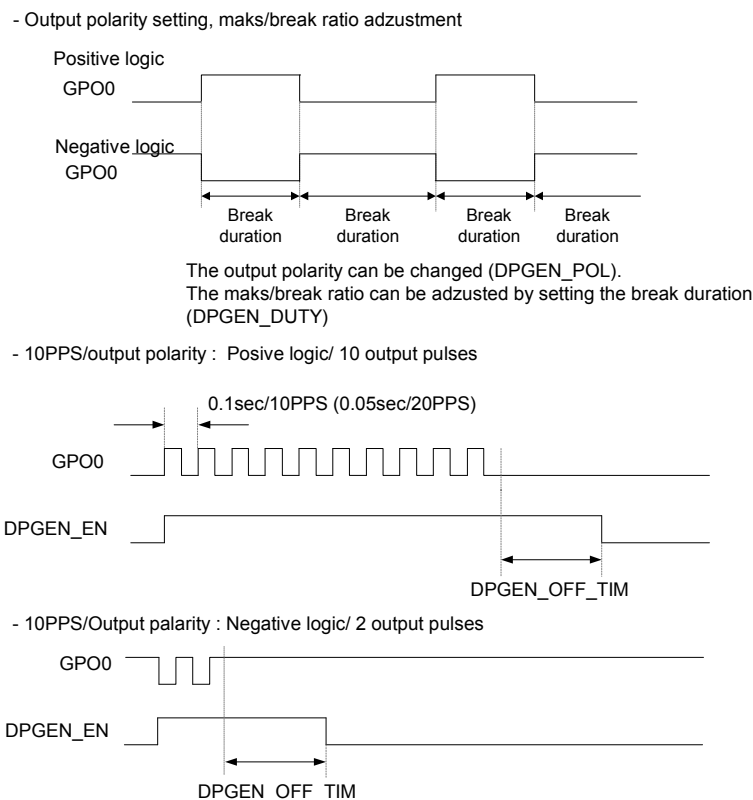 - Output polarity setting, maks/break ratio adzustment
Positive logic
GPO0
Negative logic
GPO0
Break duration
Break duration
Break duration
Break duration
The output polarity can be changed (DPGEN_POL).
The maks/break ratio can be adzusted by setting the break duration
(DPGEN_DUTY)
- 10PPS/output polarity : Posive logic/ 10 output pulses
0.1sec/10PPS (0.05sec/20PPS)
GPO0
DPGEN_EN
DPGEN_OFF_TIM
- 10PPS/Output palarity : Negative logic/ 2 output pulses
GPO0
DPGEN_EN
DPGEN_OFF_TIM